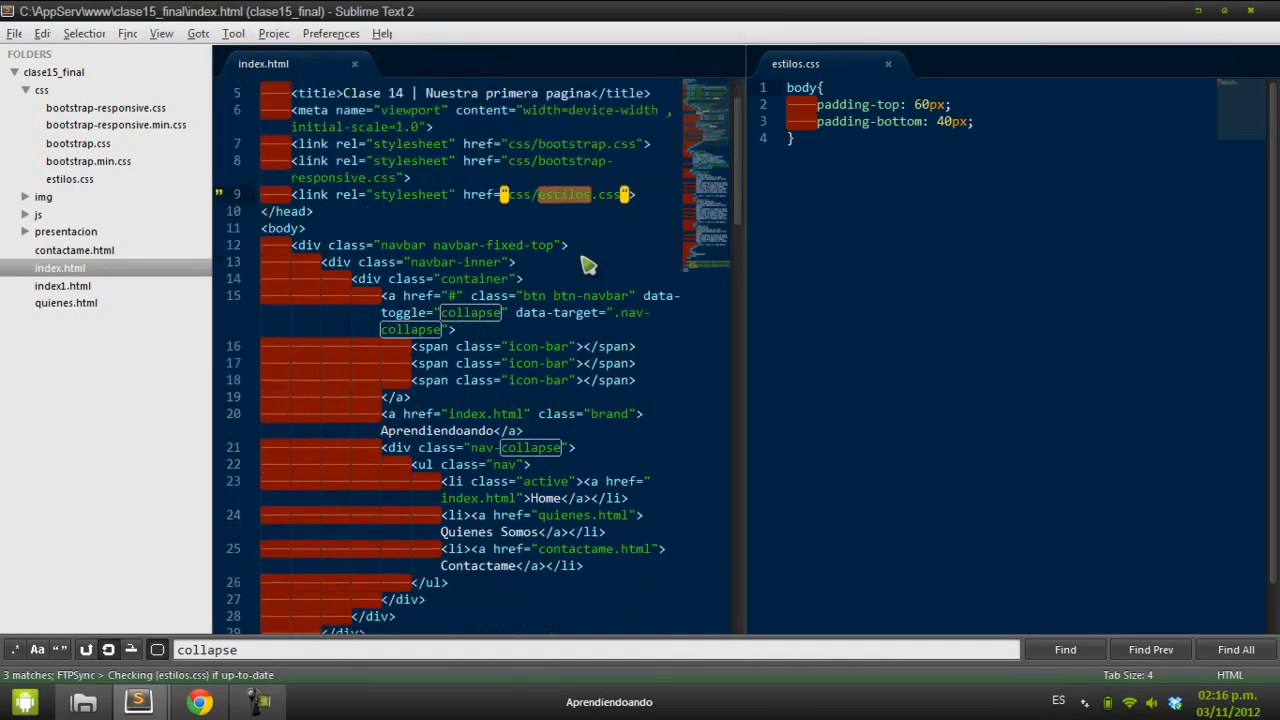 C:\AppServ\www\clase15_final\index.html (clase15_final) - Sublime Text 2
File Edi Selection Find View Goto Tool Projec Preferences Help
FOLDERS
clase15_final
css
bootstrap-responsive.css
bootstrap-responsive.min.css
bootstrap.css
bootstrap.min.css
estilos.css
img
js
presentacion
contactame.html
index.html
index1.html
quienes.html
index.html
5 <title>Clase 14 | Nuestra primera pagina</title>
6 <meta name="viewport" content="width=device-width ,
initial-scale=1.0">
7 <link rel="stylesheet" href="css/bootstrap.css">
8 <link rel="stylesheet" href="css/bootstrap-
responsive.css">
9 <link rel="stylesheet" href="css/estilos.css">
10 </head>
11 <body>
12 <div class="navbar navbar-fixed-top">
13 <div class="navbar-inner">
14 <div class="container">
15 <a href="#" class="btn btn-navbar" data-
toggle="collapse" data-target=".nav-
collapse">
16 <span class="icon-bar"></span>
17 <span class="icon-bar"></span>
18 <span class="icon-bar"></span>
19 </a>
20 <a href="index.html" class="brand">
Aprendiendoando</a>
21 <div class="nav-collapse">
22 <ul class="nav">
23 <li class="active"><a href="
index.html">Home</a></li>
24 <li><a href="quienes.html">
Quienes Somos</a></li>
25 <li><a href="contactame.html">
Contactame</a></li>
26 </ul>
27 </div>
28 </div>
29 </div>
estilos.css
1 body{
2 padding-top: 60px;
3 padding-bottom: 40px;
4 }
.* Aa “ ” collapse Find Find Prev Find All
3 matches; FTPSync > Checking {estilos.css} if up-to-date Tab Size: 4 HTML
Aprendiendoando
ES
02:16 p.m.
03/11/2012